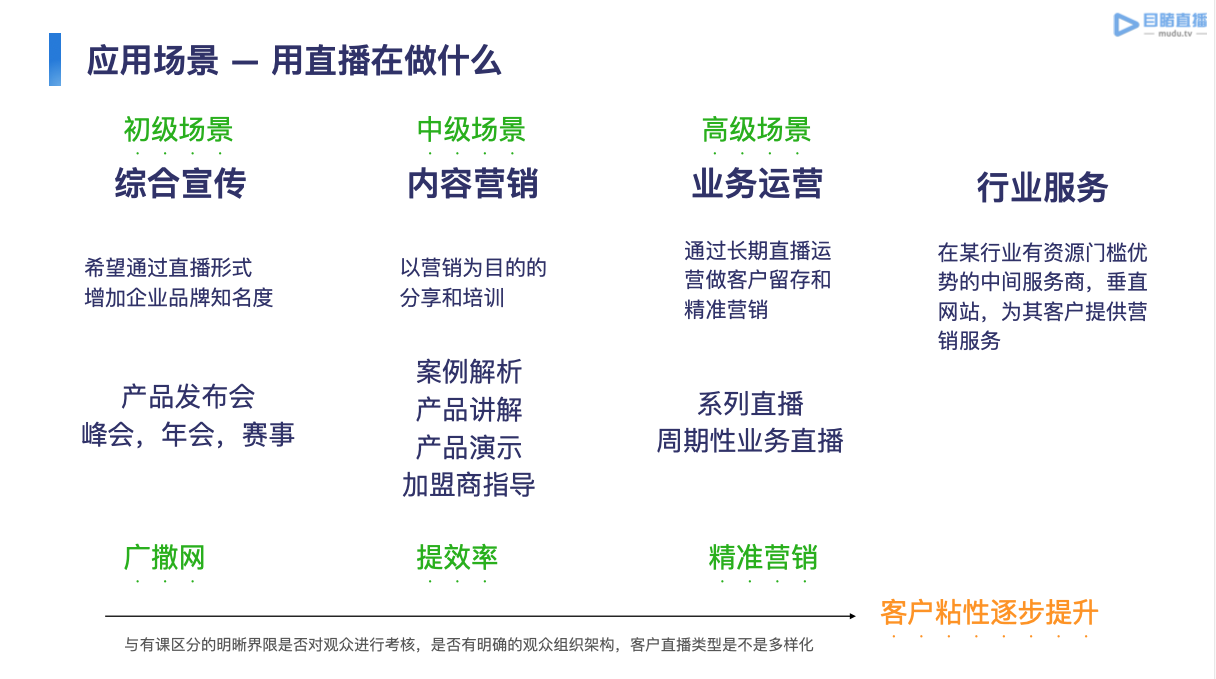 目睹直播
mudu.tv
应用场景 — 用直播在做什么
初级场景
综合宣传
希望通过直播形式
增加企业品牌知名度
产品发布会
峰会，年会，赛事
广撒网
中级场景
内容营销
以营销为目的的
分享和培训
案例解析
产品讲解
产品演示
加盟商指导
提效率
高级场景
业务运营
通过长期直播运
营做客户留存和
精准营销
系列直播
周期性业务直播
精准营销
行业服务
在某行业有资源门槛优
势的中间服务商，垂直
网站，为其客户提供营
销服务
客户粘性逐步提升
与有课区分的明晰界限是否对观众进行考核，是否有明确的观众组织架构，客户直播类型是不是多样化